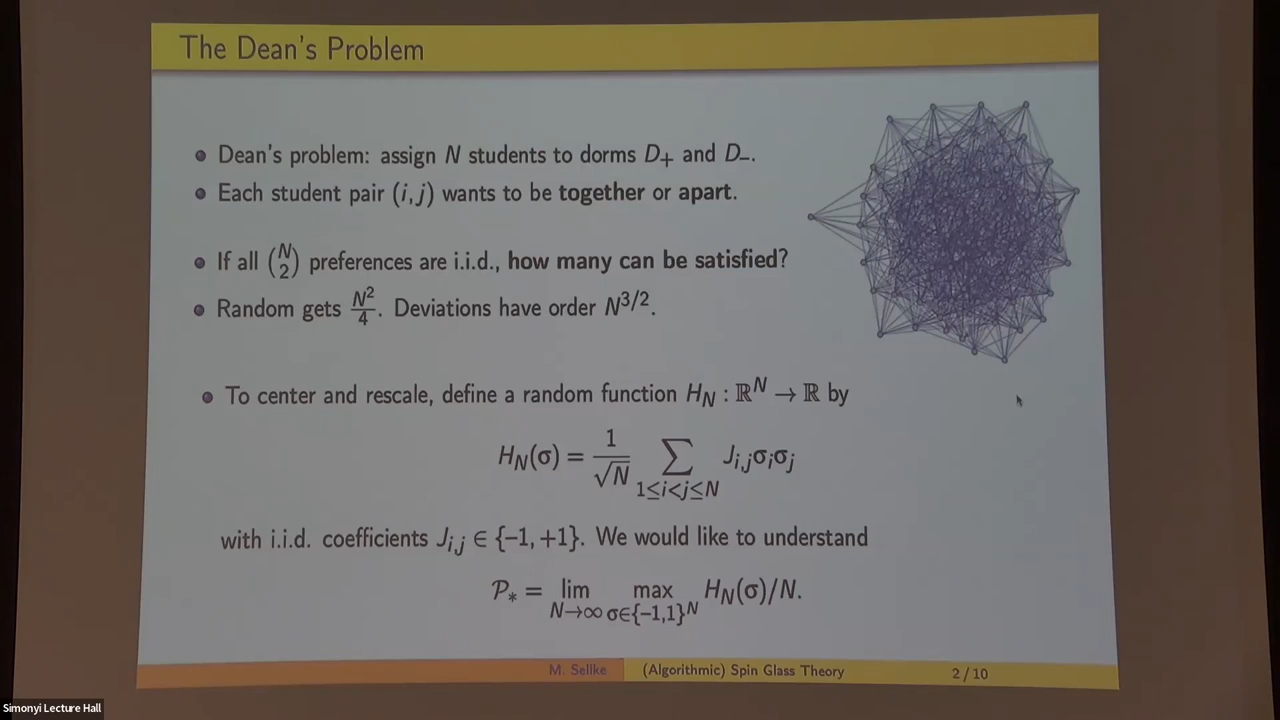 The Dean's Problem
Dean's problem: assign N students to dorms D₊ and D₋.
Each student pair (i,j) wants to be together or apart.
If all (N 2) preferences are i.i.d., how many can be satisfied?
Random gets N²/4. Deviations have order N^{3/2}.
To center and rescale, define a random function H_N : ℝ^N → ℝ by
H_N(σ) = 1/√N ∑_{1≤i<j≤N} J_{i,j}σ_iσ_j
with i.i.d. coefficients J_{i,j} ∈ {−1, +1}. We would like to understand
𝒫_* = lim_{N→∞} max_{σ∈{-1,1}^N} H_N(σ)/N.
M. Sellke (Algorithmic) Spin Glass Theory 2 / 10
Simonyi Lecture Hall